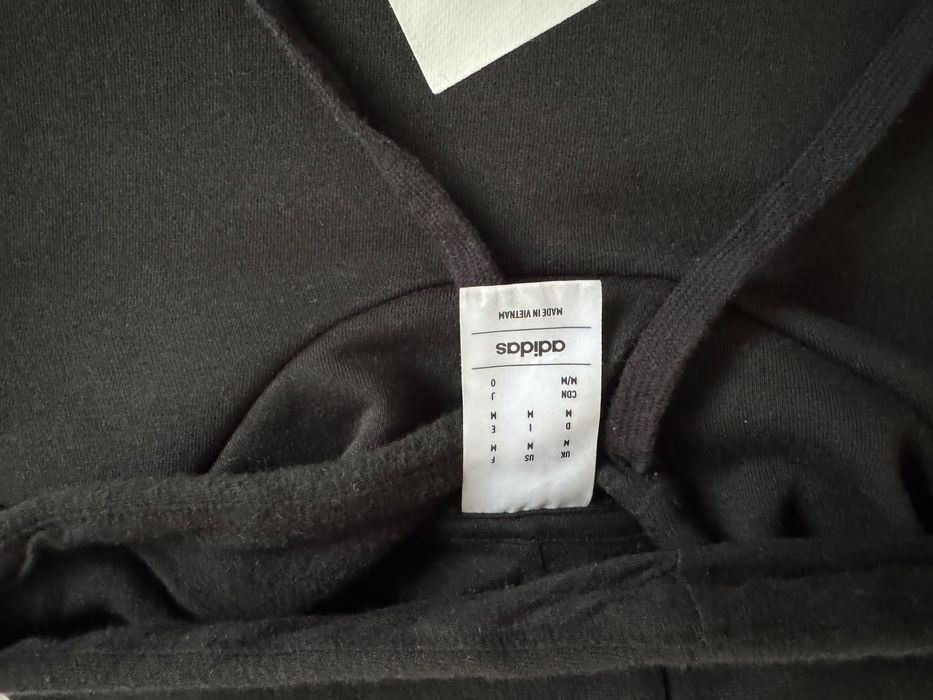 UK US F
M M M
D I E
M M M
CDN J
M/M O
adidas
MADE IN VIETNAM